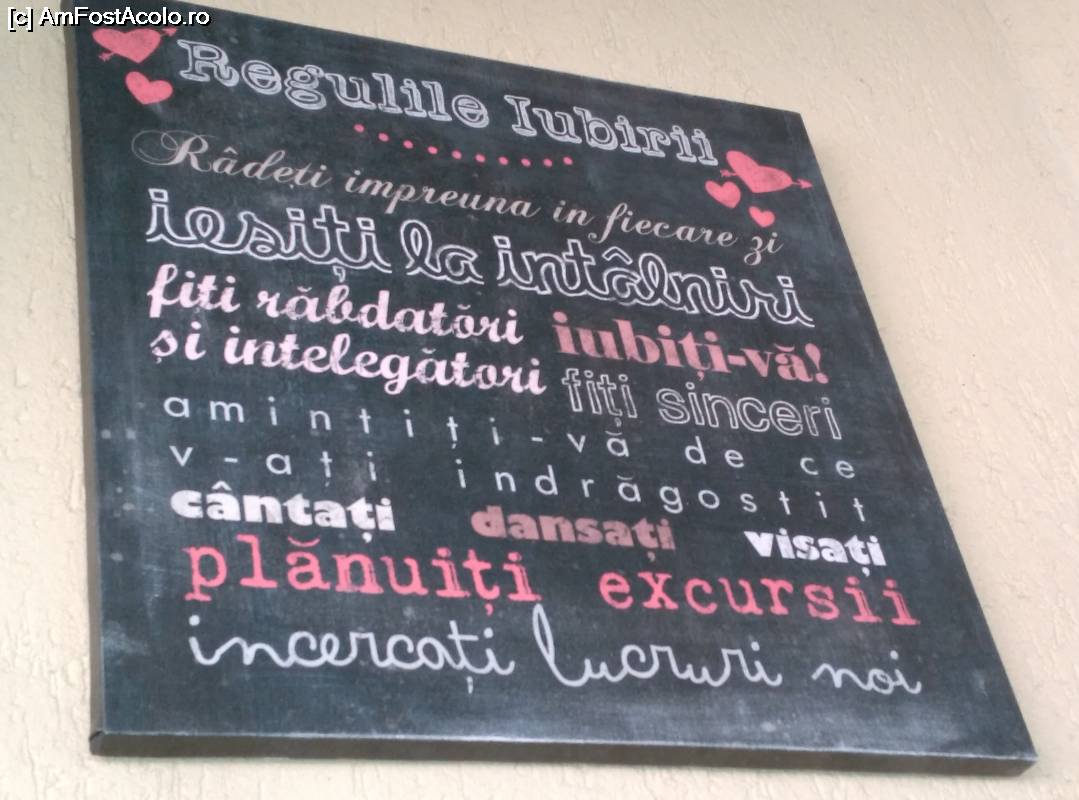 [c] AmFostAcolo.ro
Regulile Iubirii
Râdeți impreuna in fiecare zi
iesiți la intâlniri
fiti răbdatóri
și intelegători
iubiți-vă!
fiți sinceri
amintiți-vă de ce
v-ați indrăgostit
cântați dansați visați
plănuiți excursii
incercați lucruri noi